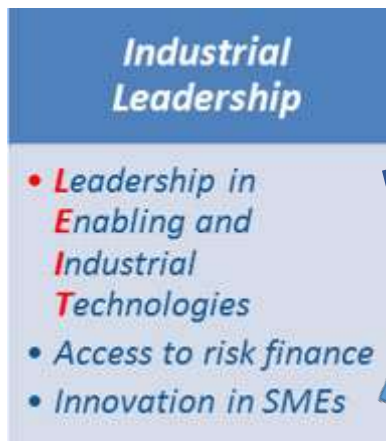 Industrial
Leadership
• Leadership in
Enabling and
Industrial
Technologies
• Access to risk finance
• Innovation in SMEs